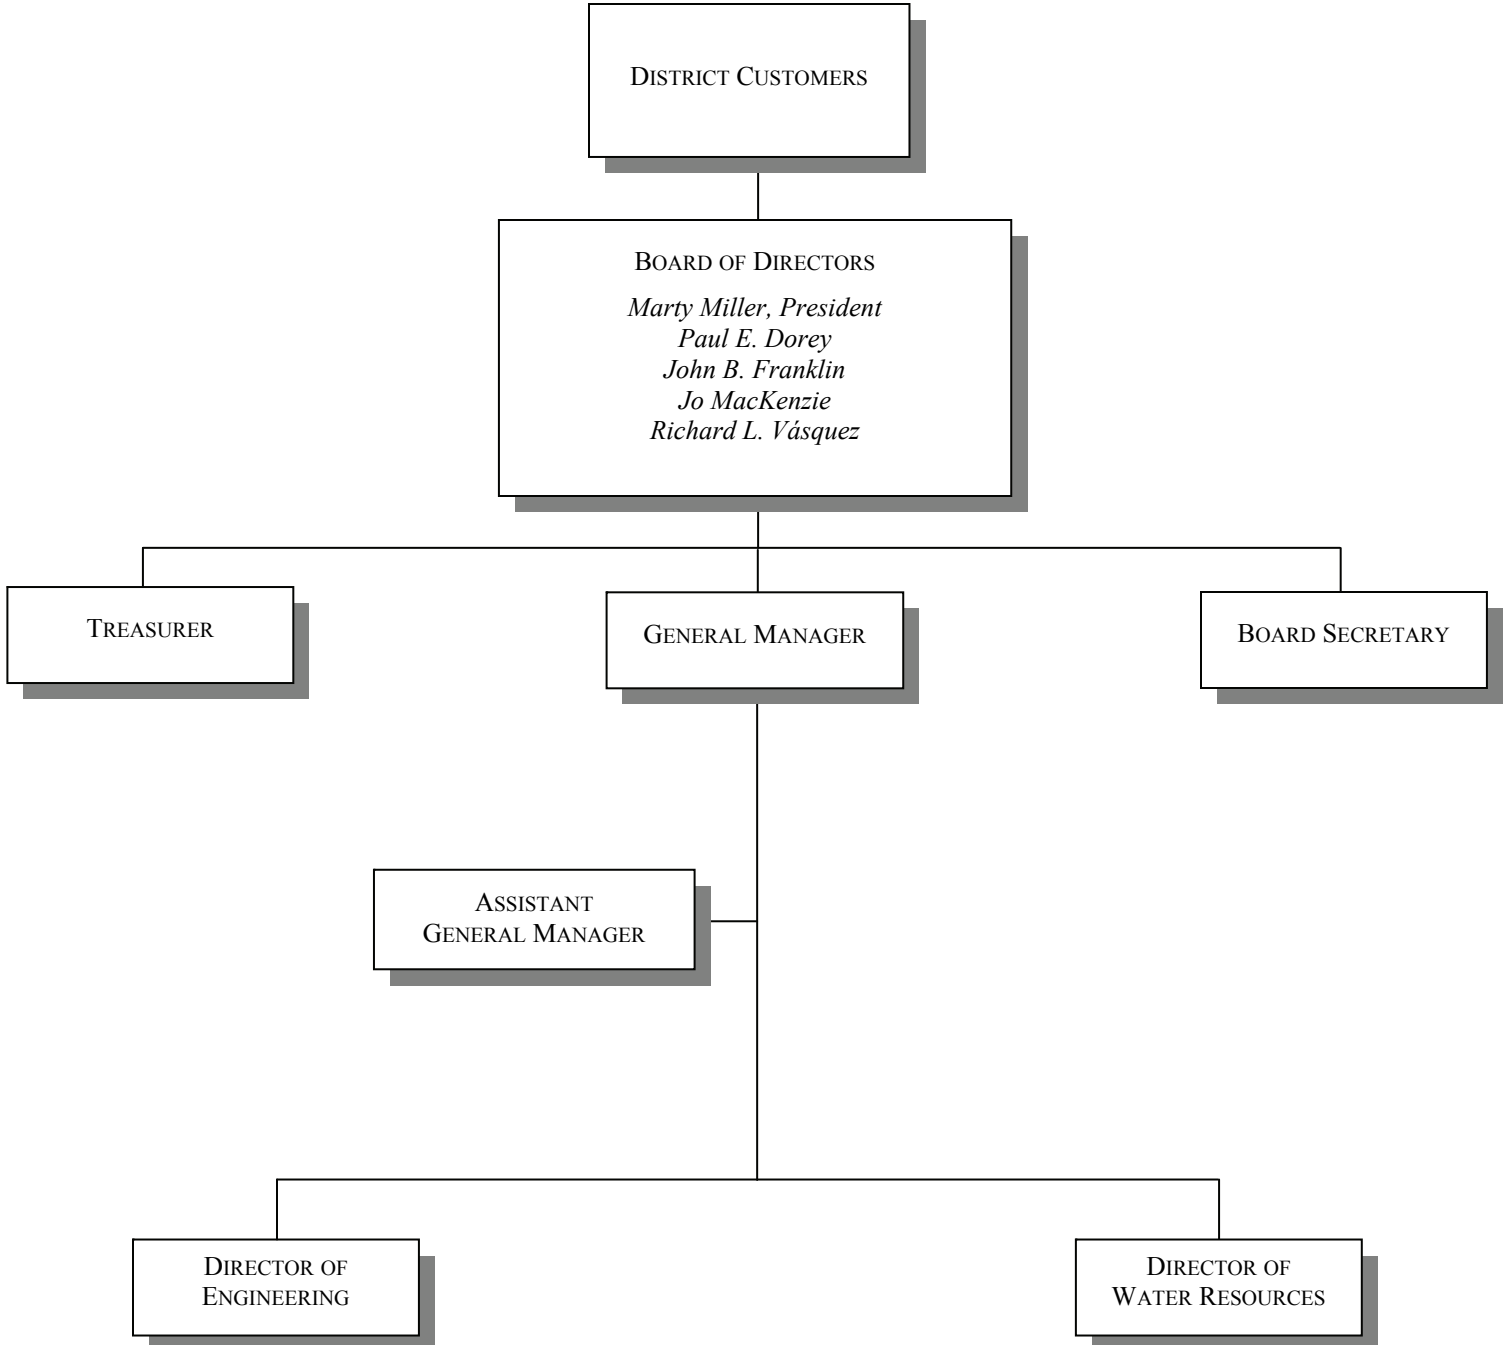 DISTRICT CUSTOMERS
BOARD OF DIRECTORS
Marty Miller, President
Paul E. Dorey
John B. Franklin
Jo MacKenzie
Richard L. Vásquez
TREASURER
GENERAL MANAGER
BOARD SECRETARY
ASSISTANT
GENERAL MANAGER
DIRECTOR OF
ENGINEERING
DIRECTOR OF
WATER RESOURCES